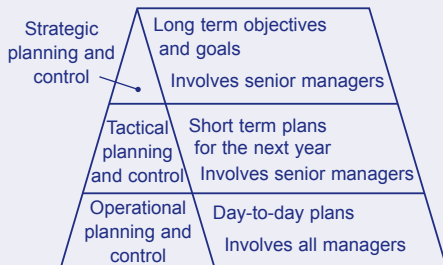 Strategic
planning and
control
Long term objectives
and goals
Involves senior managers
Tactical
planning
and control
Short term plans
for the next year
Involves senior managers
Operational
planning and
control
Day-to-day plans
Involves all managers